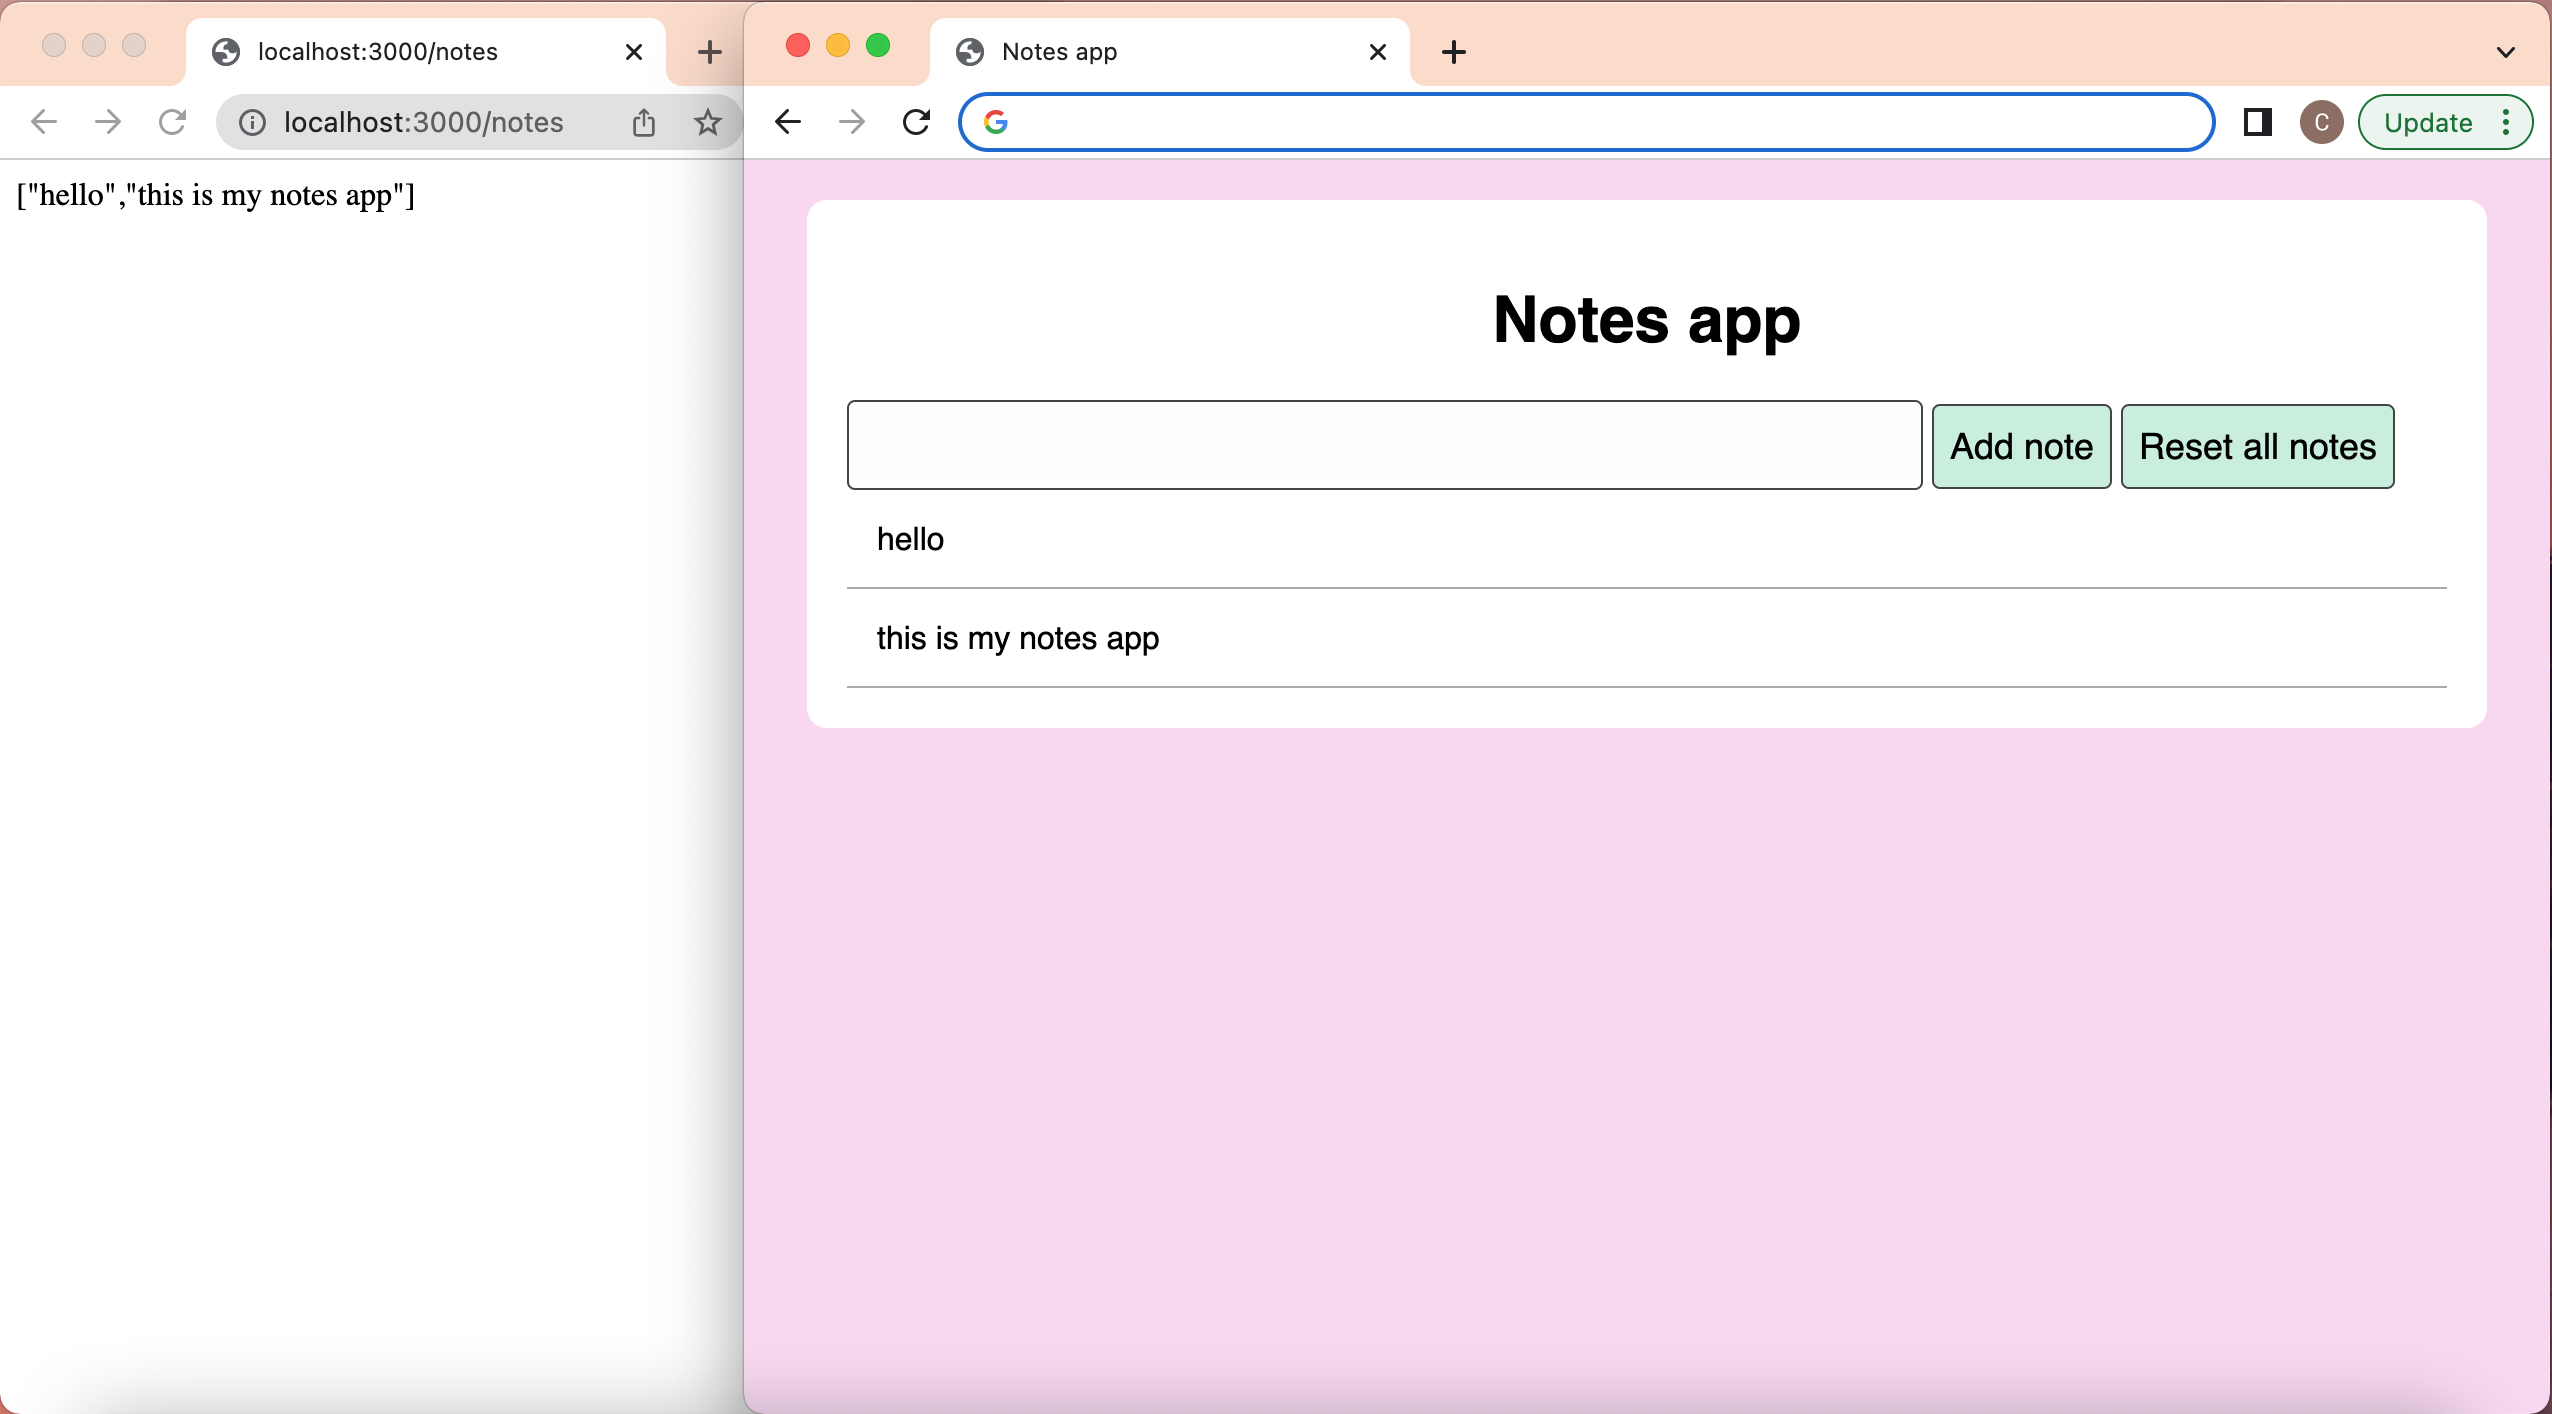 localhost:3000/notes
localhost:3000/notes
["hello","this is my notes app"]
Notes app
C
Update
Notes app
Add note
Reset all notes
hello
this is my notes app